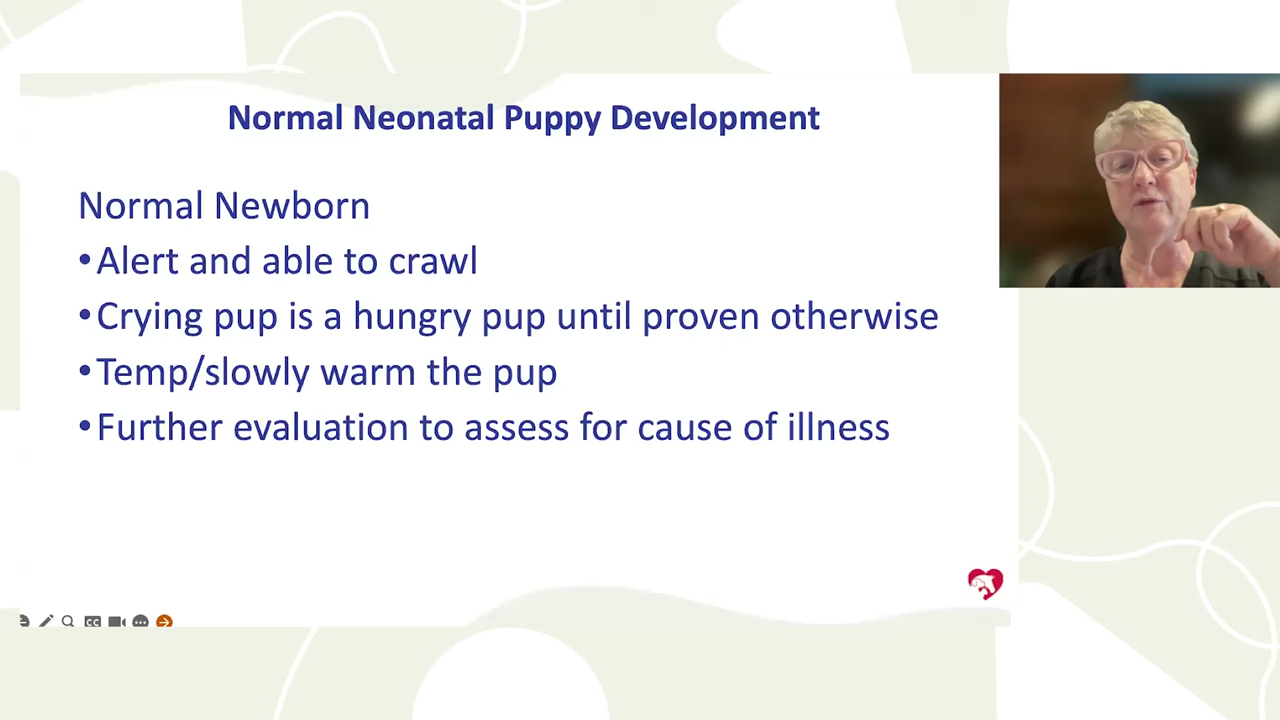 Normal Neonatal Puppy Development
Normal Newborn
•Alert and able to crawl
•Crying pup is a hungry pup until proven otherwise
•Temp/slowly warm the pup
•Further evaluation to assess for cause of illness
CC